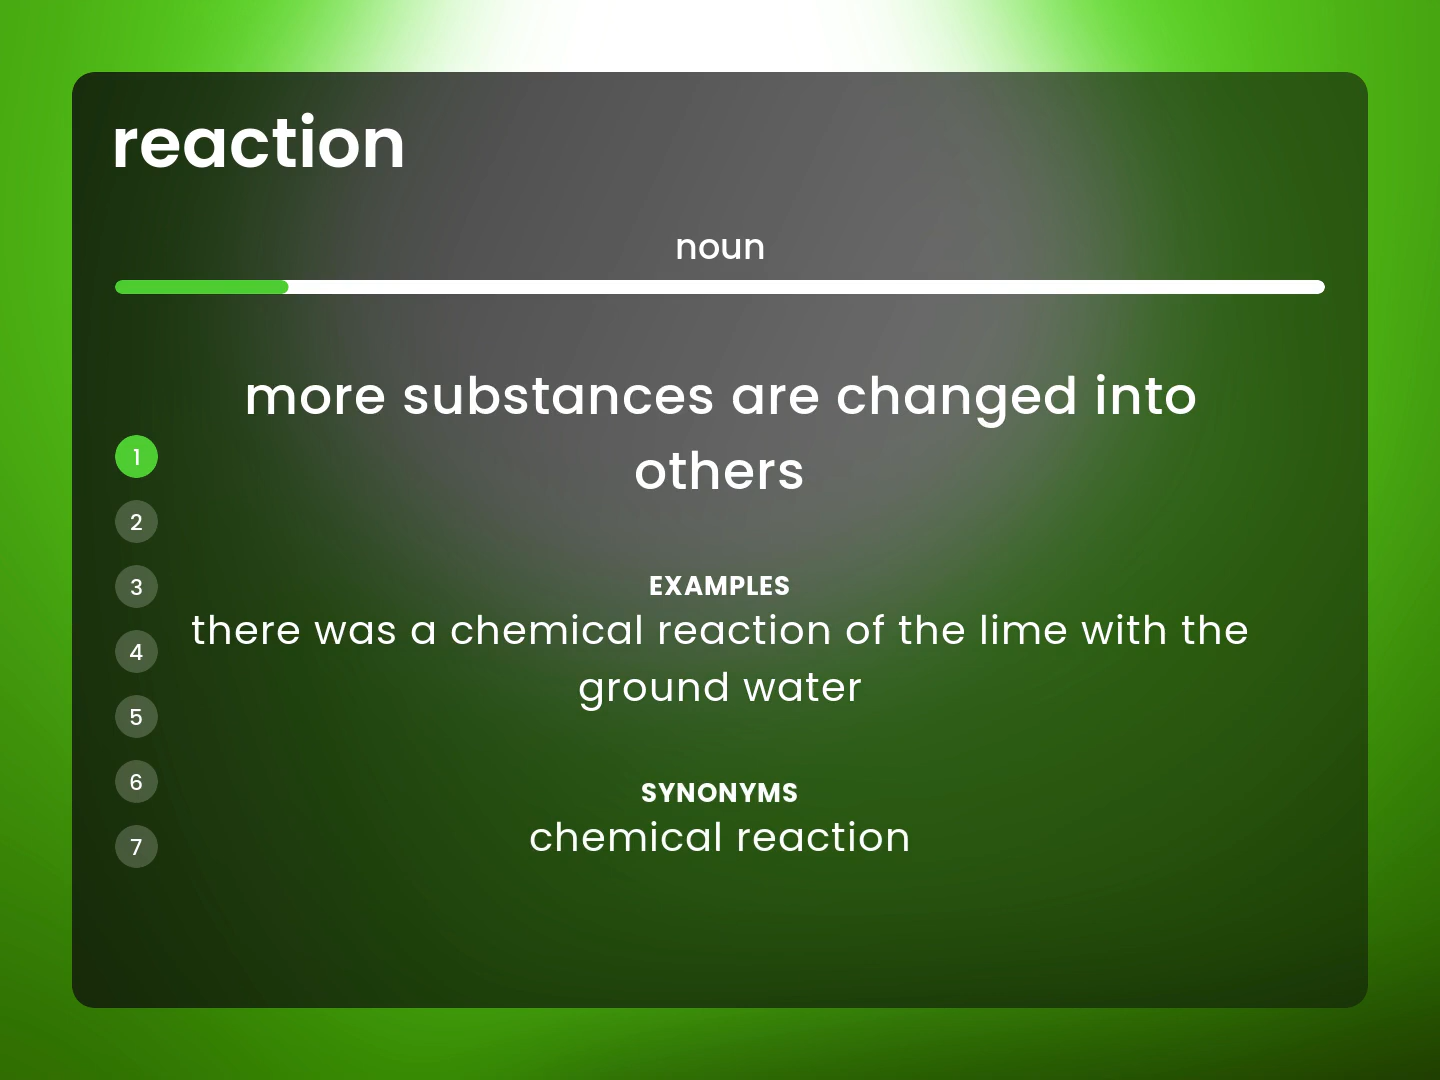 reaction
noun
more substances are changed into
others
1
2
3
4
5
6
7
EXAMPLES
there was a chemical reaction of the lime with the
ground water
SYNONYMS
chemical reaction